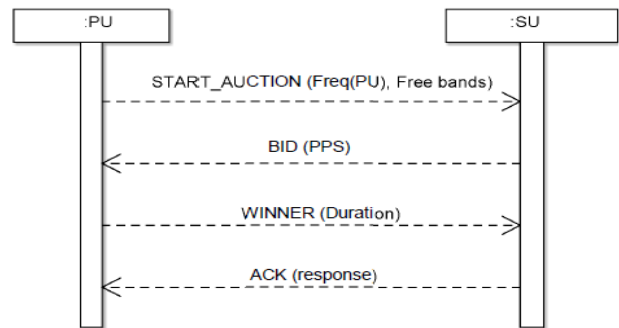 :PU
:SU
START_AUCTION (Freq(PU), Free bands)
BID (PPS)
WINNER (Duration)
ACK (response)